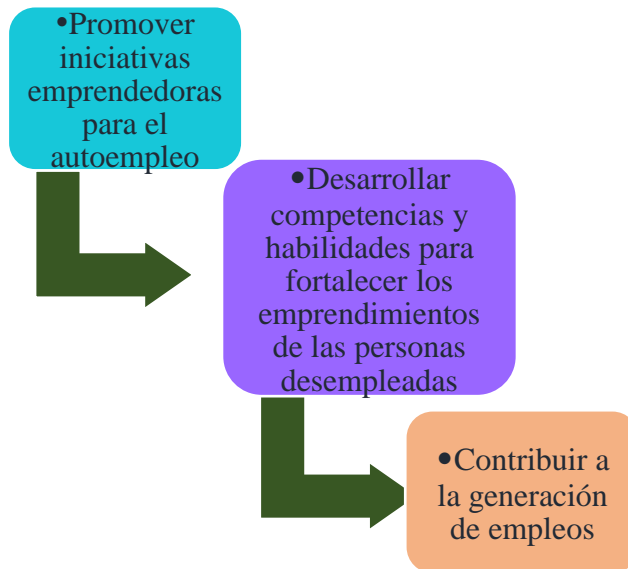 •Promover
iniciativas
emprendedoras
para el
autoempleo
•Desarrollar
competencias y
habilidades para
fortalecer los
emprendimientos
de las personas
desempleadas
•Contribuir a
la generación
de empleos